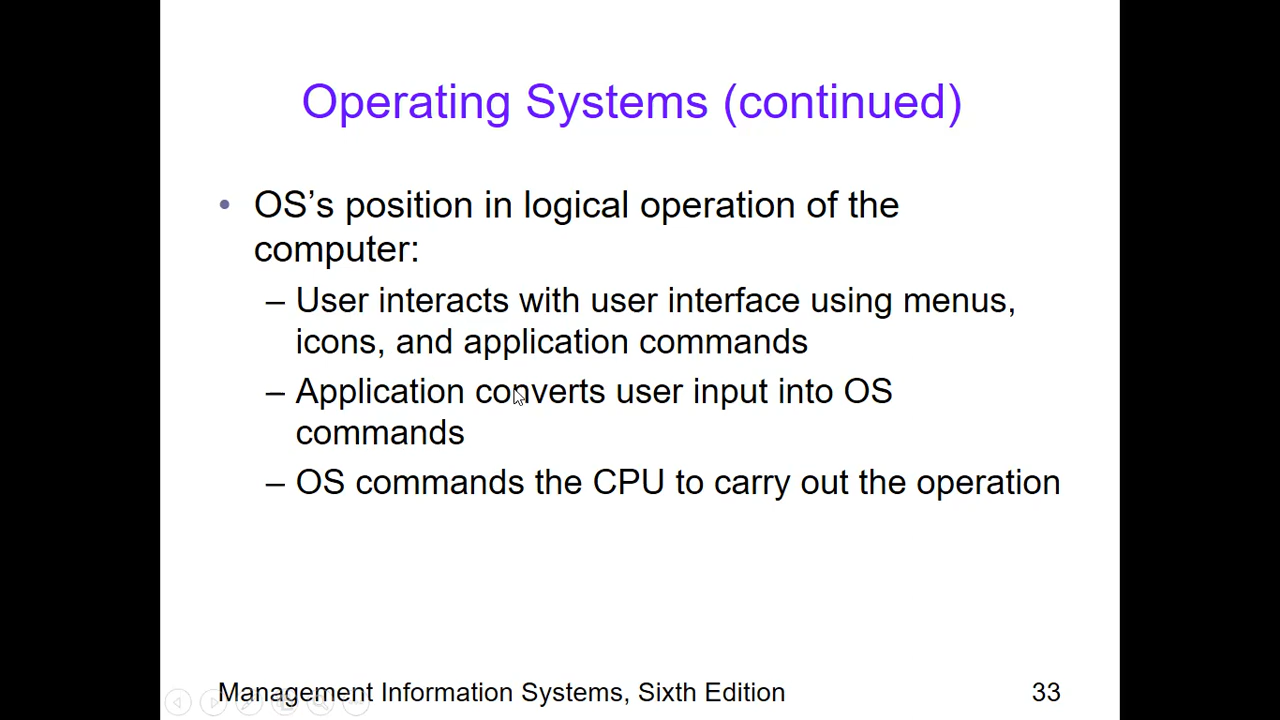 Operating Systems (continued)
• OS’s position in logical operation of the
computer:
– User interacts with user interface using menus,
icons, and application commands
– Application converts user input into OS
commands
– OS commands the CPU to carry out the operation
Management Information Systems, Sixth Edition 33